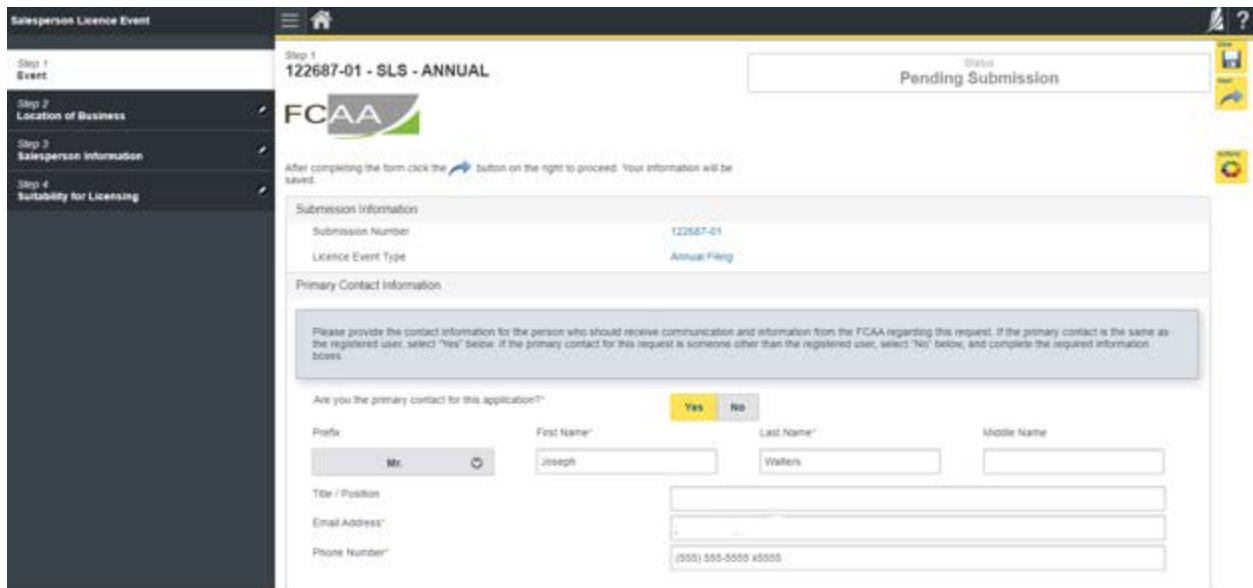 Salesperson Licence Event
?
Step 1
Event
Step 2
Location of Business
Step 3
Salesperson Information
Step 4
Suitability for Licensing
Step 1
122687-01 - SLS - ANNUAL
Status
Pending Submission
Save
Next
Actions
FCAA
After completing the form click the button on the right to proceed. Your information will be
saved.
Submission Information
Submission Number 122687-01
Licence Event Type Annual Filing
Primary Contact Information
Please provide the contact information for the person who should receive communication and information from the FCAA regarding this request. If the primary contact is the same as
the registered user, select "Yes" below. If the primary contact for this request is someone other than the registered user, select "No" below, and complete the required information
boxes.
Are you the primary contact for this application?* Yes No
Prefix First Name* Last Name* Middle Name
Mr. Joseph Walters
Title / Position
Email Address*
Phone Number* (555) 555-5555 x5555